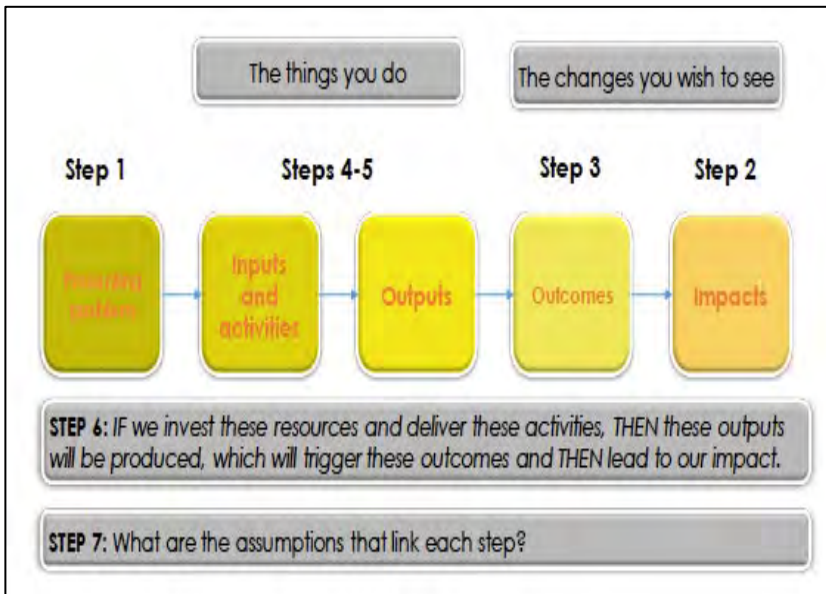 The things you do
The changes you wish to see
Step 1
Steps 4-5
Step 3
Step 2
Inputs
and
activities
Outputs
Outcomes
Impacts
STEP 6: IF we invest these resources and deliver these activities, THEN these outputs
will be produced, which will trigger these outcomes and THEN lead to our impact.
STEP 7: What are the assumptions that link each step?